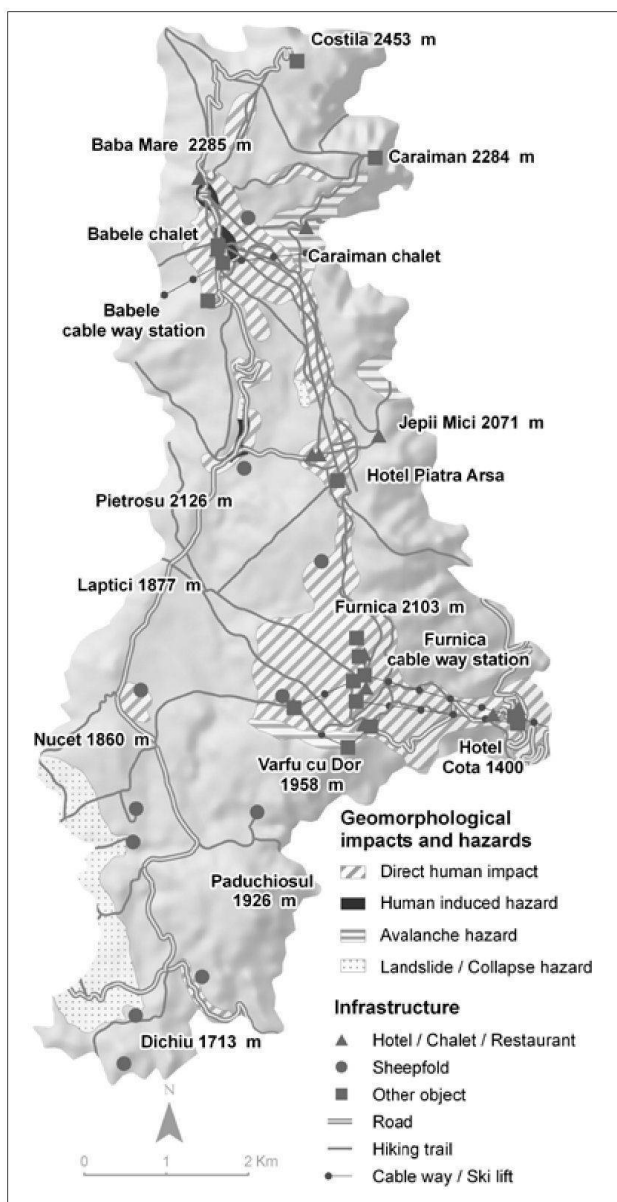 Costila 2453 m
Baba Mare 2285 m
Caraiman 2284 m
Babele chalet
Caraiman chalet
Babele
cable way station
Jepii Mici 2071 m
Hotel Piatra Arsa
Pietrosu 2126 m
Laptici 1877 m
Furnica 2103 m
Furnica
cable way station
Nucet 1860 m
Varfu cu Dor
1958 m
Hotel
Cota 1400
Paduchiosul
1926 m
Dichiu 1713 m
Geomorphological
impacts and hazards
Direct human impact
Human induced hazard
Avalanche hazard
Landslide / Collapse hazard
Infrastructure
Hotel / Chalet / Restaurant
Sheepfold
Other object
Road
Hiking trail
Cable way / Ski lift
N
0 1 2 Km